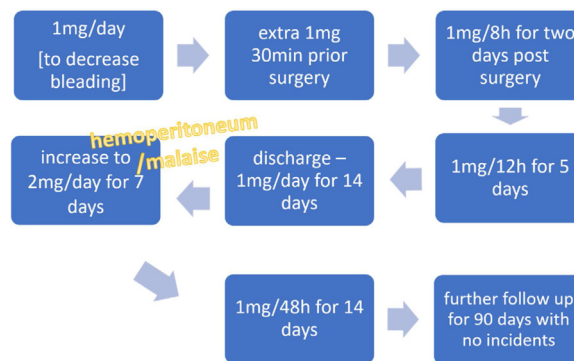 1mg/day
[to decrease
bleeding]
extra 1mg
30min prior
surgery
1mg/8h for two
days post
surgery
1mg/12h for 5
days
discharge –
1mg/day for 14
days
hemoperitoneum
/malaise
increase to
2mg/day for 7
days
1mg/48h for 14
days
further follow up
for 90 days with
no incidents